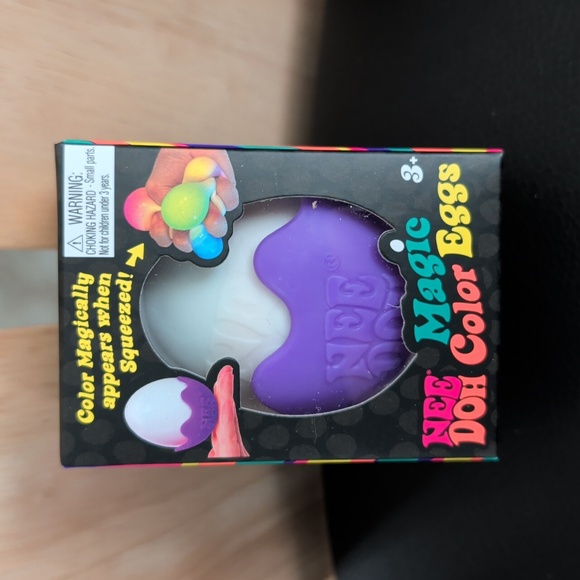 ⚠ WARNING:
CHOKING HAZARD - Small parts.
Not for children under 3 years.
Color Magically
appears when
Squeezed!
NEE
NEE
DOH
NEE®
DOH
Magic
Color Eggs
3+